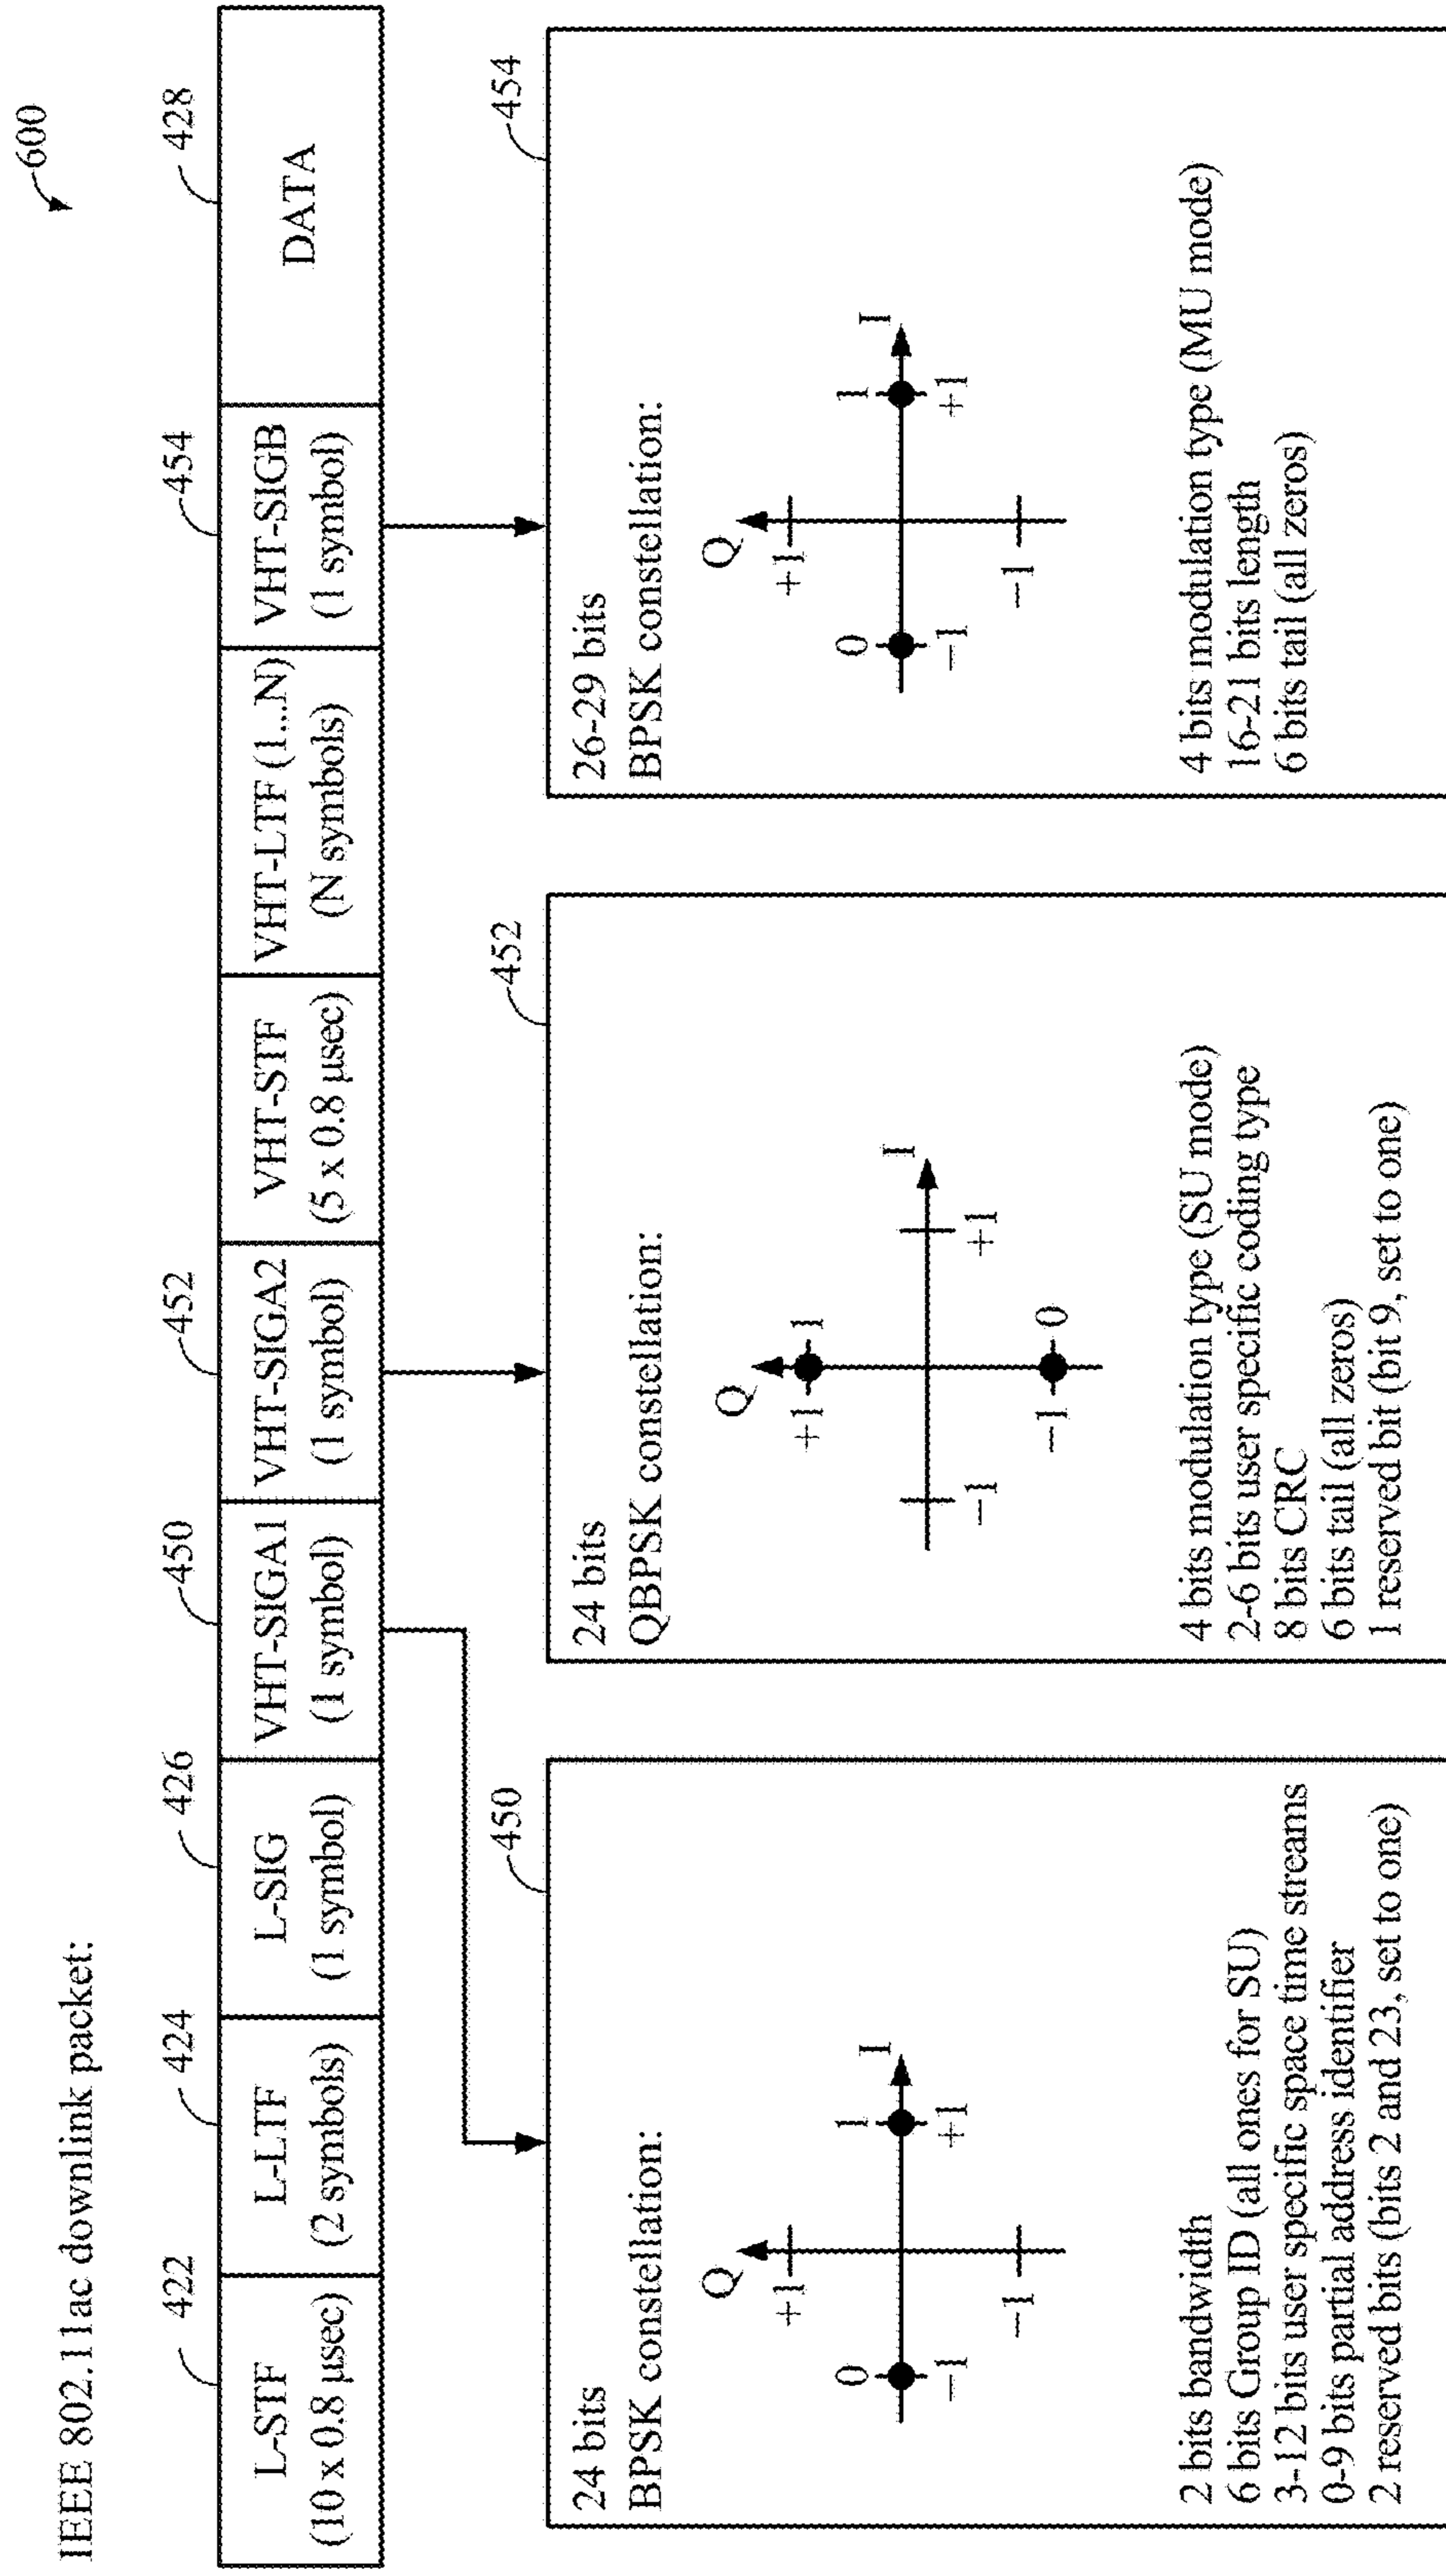 600
IEEE 802.11ac downlink packet:
422
424
426
450
452
454
428
L-STF
(10 x 0.8 µsec)
L-LTF
(2 symbols)
L-SIG
(1 symbol)
VHT-SIGA1
(1 symbol)
VHT-SIGA2
(1 symbol)
VHT-STF
(5 x 0.8 µsec)
VHT-LTF (1...N)
(N symbols)
VHT-SIGB
(1 symbol)
DATA
450
24 bits
BPSK constellation:
Q
+1
0
1
I
−1
+1
−1
2 bits bandwidth
6 bits Group ID (all ones for SU)
3-12 bits user specific space time streams
0-9 bits partial address identifier
2 reserved bits (bits 2 and 23, set to one)
452
24 bits
QBPSK constellation:
Q
+1
1
I
−1
+1
−1
0
4 bits modulation type (SU mode)
2-6 bits user specific coding type
8 bits CRC
6 bits tail (all zeros)
1 reserved bit (bit 9, set to one)
454
26-29 bits
BPSK constellation:
Q
+1
0
1
I
−1
+1
−1
4 bits modulation type (MU mode)
16-21 bits length
6 bits tail (all zeros)